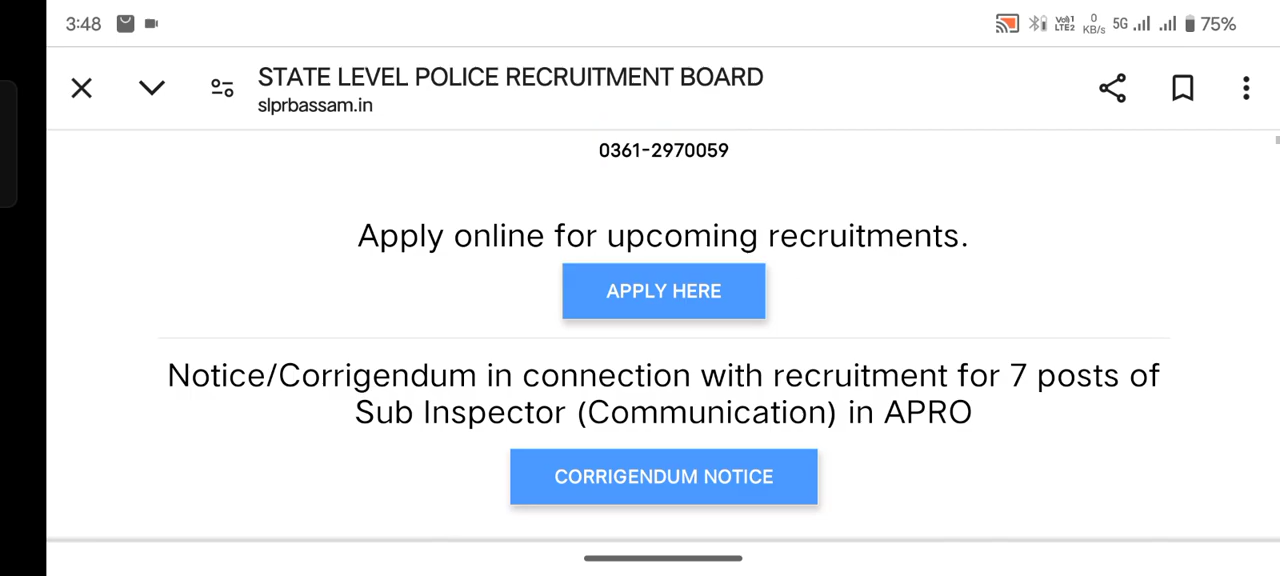 3:48
Vo1 LTE2 0 KB/s 5G 75%
STATE LEVEL POLICE RECRUITMENT BOARD
slprbassam.in
0361-2970059
Apply online for upcoming recruitments.
APPLY HERE
Notice/Corrigendum in connection with recruitment for 7 posts of
Sub Inspector (Communication) in APRO
CORRIGENDUM NOTICE